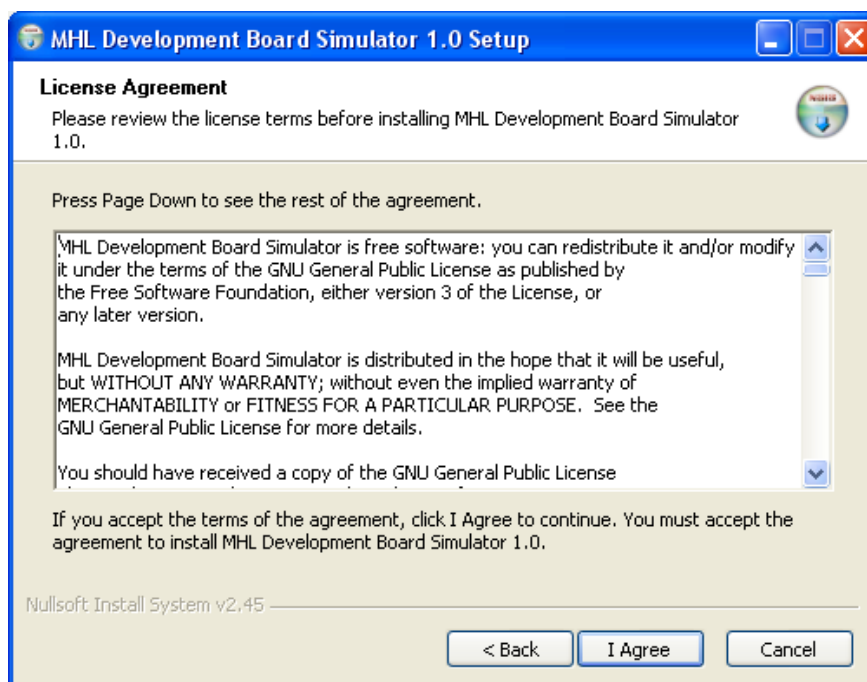 MHL Development Board Simulator 1.0 Setup
License Agreement
Please review the license terms before installing MHL Development Board Simulator
1.0.
Press Page Down to see the rest of the agreement.
MHL Development Board Simulator is free software: you can redistribute it and/or modify
it under the terms of the GNU General Public License as published by
the Free Software Foundation, either version 3 of the License, or
any later version.
MHL Development Board Simulator is distributed in the hope that it will be useful,
but WITHOUT ANY WARRANTY; without even the implied warranty of
MERCHANTABILITY or FITNESS FOR A PARTICULAR PURPOSE.  See the
GNU General Public License for more details.
You should have received a copy of the GNU General Public License
If you accept the terms of the agreement, click I Agree to continue. You must accept the
agreement to install MHL Development Board Simulator 1.0.
Nullsoft Install System v2.45
< Back
I Agree
Cancel